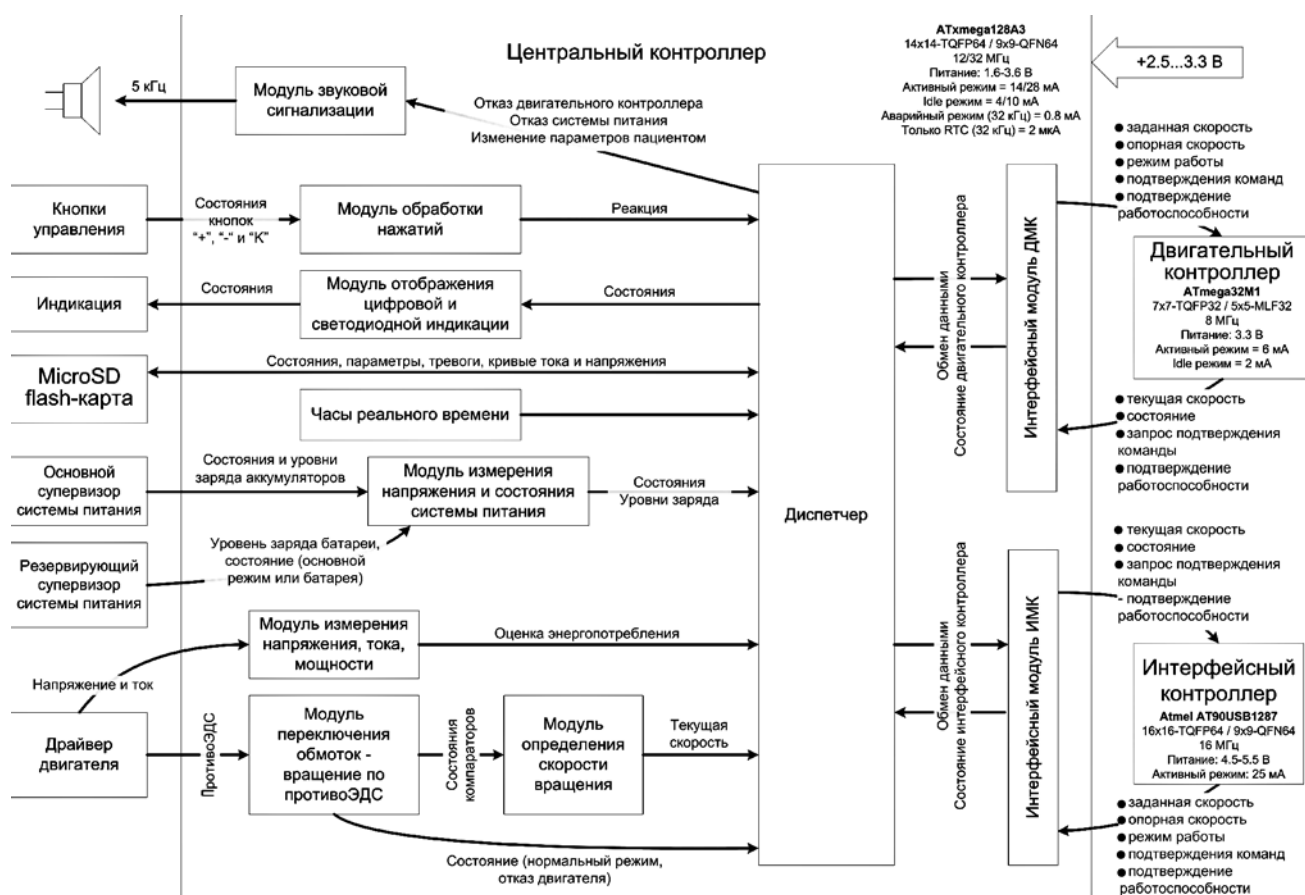 Центральный контроллер
ATxmega128A3
14x14-TQFP64 / 9x9-QFN64
12/32 МГц
Питание: 1.6-3.6 В
Активный режим = 14/28 мА
Idle режим = 4/10 мА
Аварийный режим (32 кГц) = 0.8 мА
Только RTC (32 кГц) = 2 мкА
+2.5...3.3 В
5 кГц
Модуль звуковой
сигнализации
Отказ двигательного контроллера
Отказ системы питания
Изменение параметров пациентом
Кнопки
управления
Состояния
кнопок
"+", "-" и "К"
Модуль обработки
нажатий
Реакция
Индикация
Состояния
Модуль отображения
цифровой и
светодиодной индикации
Состояния
MicroSD
flash-карта
Состояния, параметры, тревоги, кривые тока и напряжения
Часы реального времени
Основной
супервизор
системы питания
Состояния и уровни
заряда аккумуляторов
Модуль измерения
напряжения и состояния
системы питания
Состояния
Уровни заряда
Резервирующий
супервизор
системы питания
Уровень заряда батареи,
состояние (основной
режим или батарея)
Модуль измерения
напряжения, тока,
мощности
Оценка энергопотребления
Напряжение и ток
Драйвер
двигателя
ПротивоЭДС
Модуль
переключения
обмоток -
вращение по
противоЭДС
Состояния
компараторов
Модуль
определения
скорости
вращения
Текущая
скорость
Состояние (нормальный режим,
отказ двигателя)
Диспетчер
Обмен данными
Состояние двигательного контроллера
Интерфейсный модуль ДМК
Обмен данными
Состояние интерфейсного контроллера
Интерфейсный модуль ИМК
● заданная скорость
● опорная скорость
● режим работы
● подтверждения команд
● подтверждение
работоспособности
Двигательный
контроллер
ATmega32M1
7x7-TQFP32 / 5x5-MLF32
8 МГц
Питание: 3.3 В
Активный режим = 6 мА
Idle режим = 2 мА
● текущая скорость
● состояние
● запрос подтверждения
команды
● подтверждение
работоспособности
● текущая скорость
● состояние
● запрос подтверждения
команды
- подтверждение
работоспособности
Интерфейсный
контроллер
Atmel AT90USB1287
16x16-TQFP64 / 9x9-QFN64
16 МГц
Питание: 4.5-5.5 В
Активный режим: 25 мА
● заданная скорость
● опорная скорость
● режим работы
● подтверждения команд
● подтверждение
работоспособности